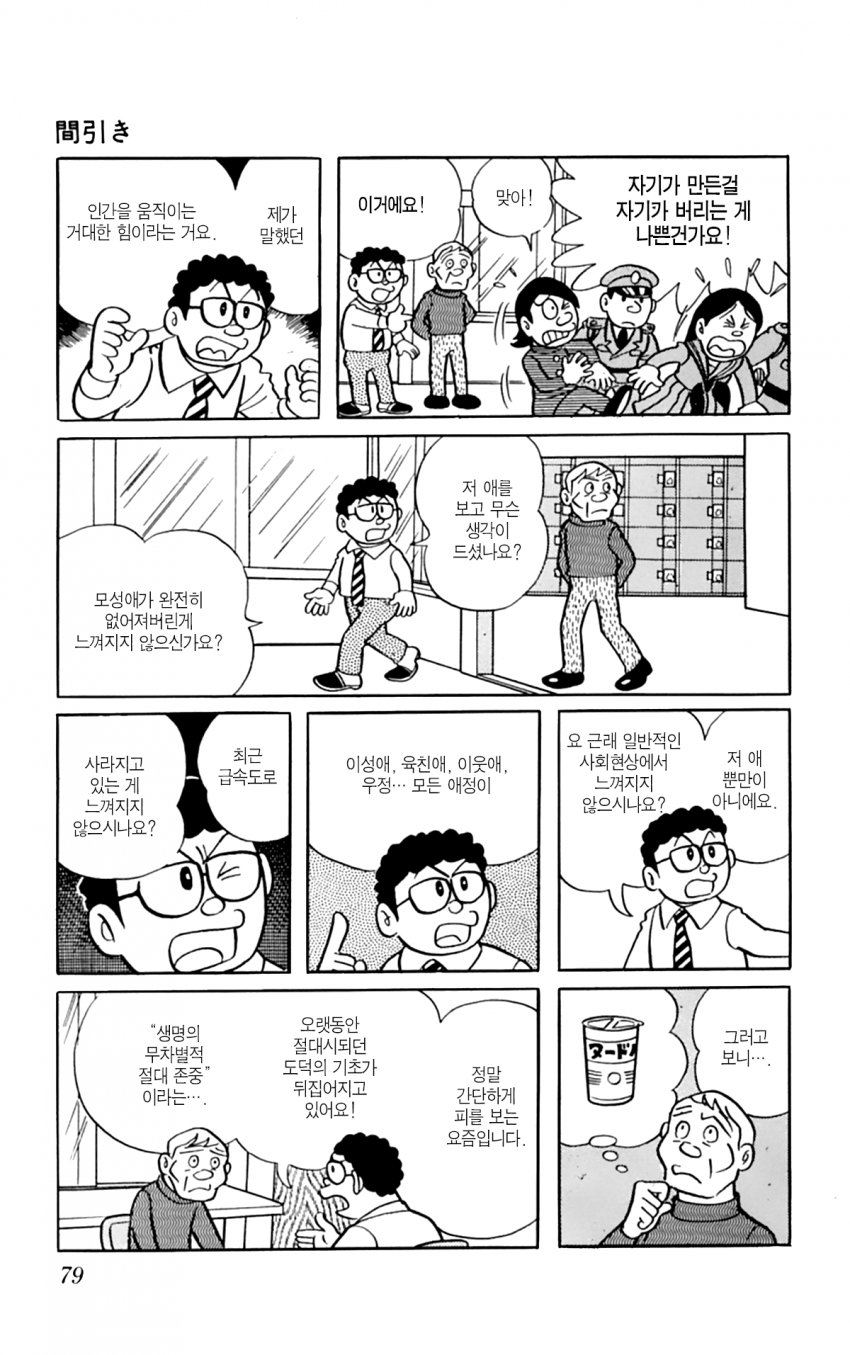 間引き
자기가 만든걸
자기가 버리는 게
나쁜건가요!
맞아!
이거에요!
제가
말했던
인간을 움직이는
거대한 힘이라는 거요.
저 애를
보고 무슨
생각이
드셨나요?
모성애가 완전히
없어져버린게
느껴지지 않으신가요?
저 애
뿐만이
아니에요.
요 근래 일반적인
사회현상에서
느껴지지
않으시나요?
이성애, 육친애, 이웃애,
우정… 모든 애정이
최근
급속도로
사라지고
있는 게
느껴지지
않으시나요?
그러고
보니….
ヌードル
정말
간단하게
피를 보는
요즘입니다.
오랫동안
절대시되던
도덕의 기초가
뒤집어지고
있어요!
“생명의
무차별적
절대 존중”
이라는….
79